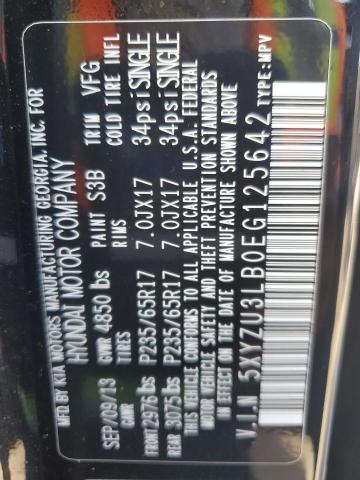 MFD BY KIA MOTORS MANUFACTURING GEORGIA, INC. FOR
HYUNDAI MOTOR COMPANY
SEP/09/13 GVWR 4850 lbs PAINT S3B TRIM VFG
GAWR TIRES RIMS COLD TIRE INFL
FRONT 2976 lbs P235/65R17 7.0JX17 34psi SINGLE
REAR 3075 lbs P235/65R17 7.0JX17 34psi SINGLE
THIS VEHICLE CONFORMS TO ALL APPLICABLE U.S.A. FEDERAL
MOTOR VEHICLE SAFETY AND THEFT PREVENTION STANDARDS
IN EFFECT ON THE DATE OF MANUFACTURE SHOWN ABOVE
V.I.N 5XYZU3LB0EG125642 TYPE:MPV